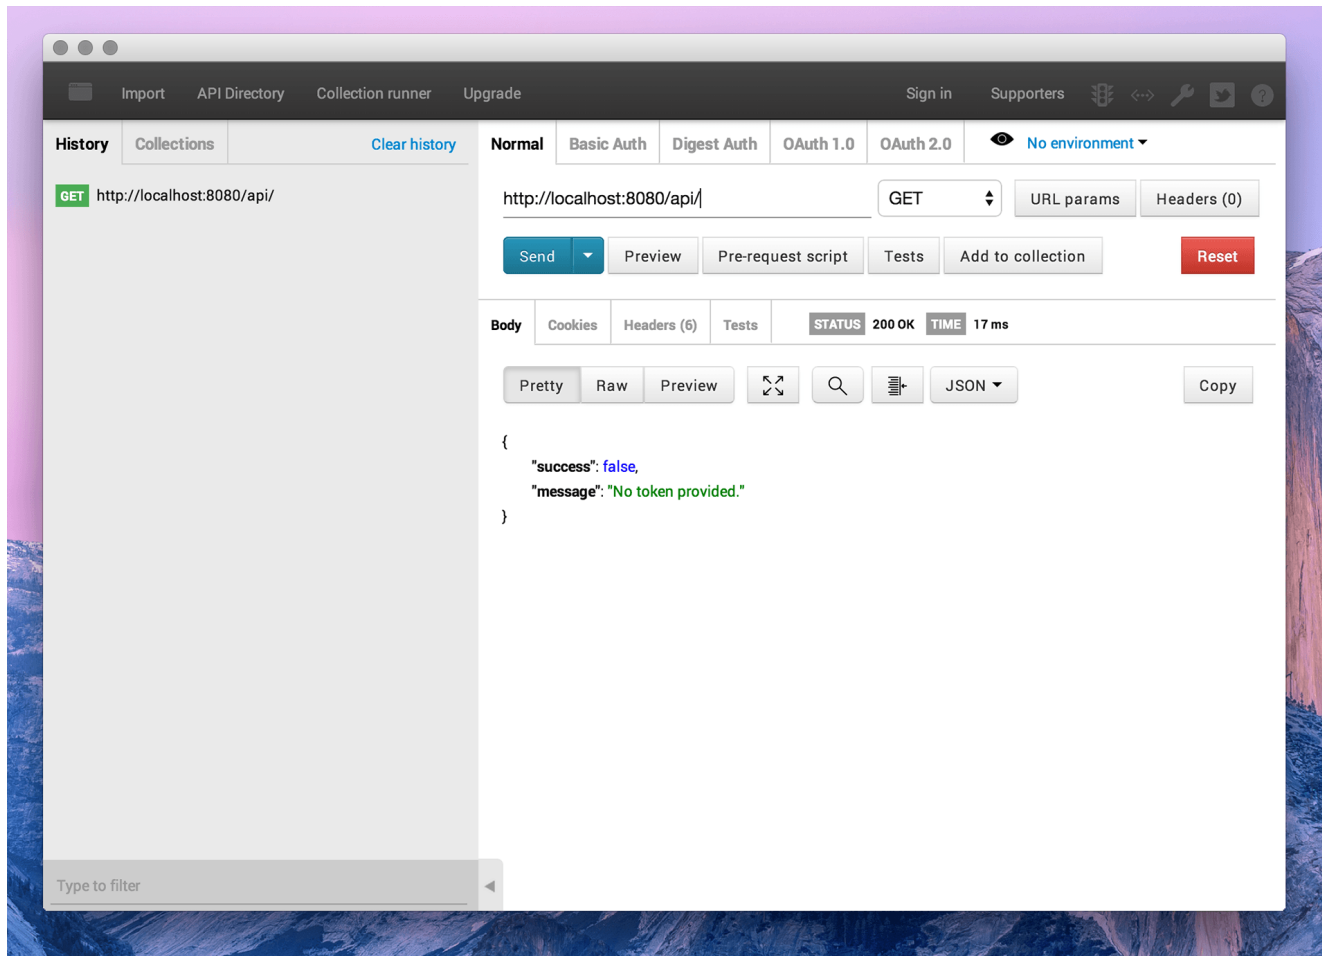 Import API Directory Collection runner Upgrade Sign in Supporters ?
History Collections Clear history
GET http://localhost:8080/api/
Type to filter
Normal Basic Auth Digest Auth OAuth 1.0 OAuth 2.0 No environment
http://localhost:8080/api/ GET URL params Headers (0)
Send Preview Pre-request script Tests Add to collection Reset
Body Cookies Headers (6) Tests STATUS 200 OK TIME 17 ms
Pretty Raw Preview JSON Copy
{
"success": false,
"message": "No token provided."
}